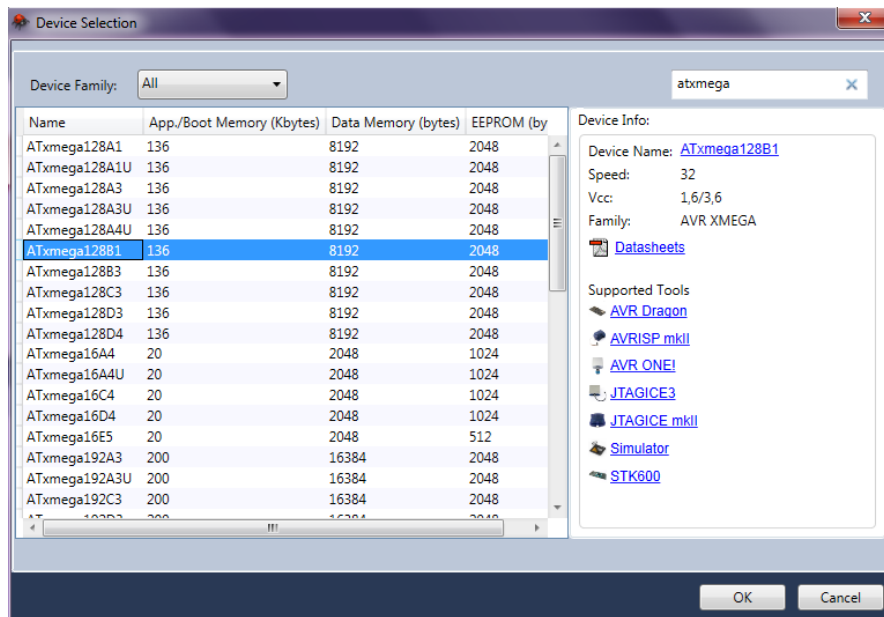 Device Selection
Device Family: All atxmega
Name App./Boot Memory (Kbytes) Data Memory (bytes) EEPROM (by
ATxmega128A1 136 8192 2048
ATxmega128A1U 136 8192 2048
ATxmega128A3 136 8192 2048
ATxmega128A3U 136 8192 2048
ATxmega128A4U 136 8192 2048
ATxmega128B1 136 8192 2048
ATxmega128B3 136 8192 2048
ATxmega128C3 136 8192 2048
ATxmega128D3 136 8192 2048
ATxmega128D4 136 8192 2048
ATxmega16A4 20 2048 1024
ATxmega16A4U 20 2048 1024
ATxmega16C4 20 2048 1024
ATxmega16D4 20 2048 1024
ATxmega16E5 20 2048 512
ATxmega192A3 200 16384 2048
ATxmega192A3U 200 16384 2048
ATxmega192C3 200 16384 2048
Device Info:
Device Name: ATxmega128B1
Speed: 32
Vcc: 1,6/3,6
Family: AVR XMEGA
Datasheets
Supported Tools
AVR Dragon
AVRISP mkII
AVR ONE!
JTAGICE3
JTAGICE mkII
Simulator
STK600
OK Cancel